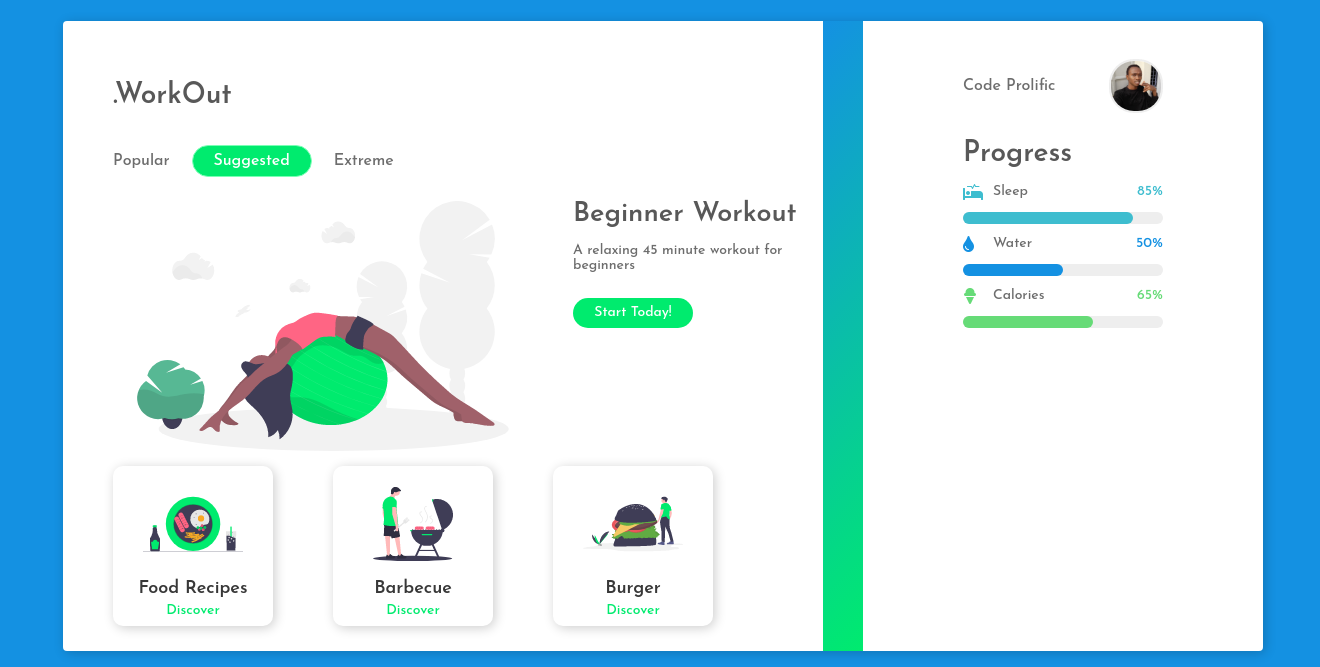 .WorkOut
Popular
Suggested
Extreme
Beginner Workout
A relaxing 45 minute workout for
beginners
Start Today!
Food Recipes
Discover
Barbecue
Discover
Burger
Discover
Code Prolific
Progress
Sleep
85%
Water
50%
Calories
65%